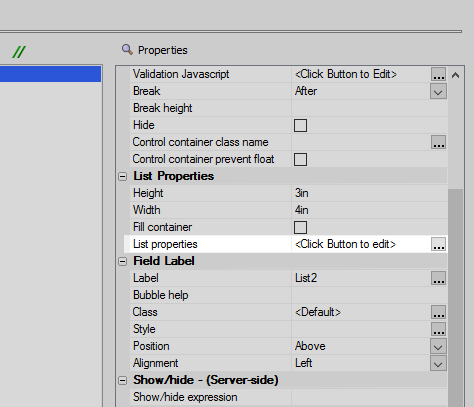 //
Properties
Validation Javascript <Click Button to Edit> ...
Break After
Break height
Hide
Control container class name ...
Control container prevent float
List Properties
Height 3in
Width 4in
Fill container
List properties <Click Button to edit> ...
Field Label
Label List2 ...
Bubble help
Class <Default> ...
Style ...
Position Above
Alignment Left
Show/hide - (Server-side)
Show/hide expression